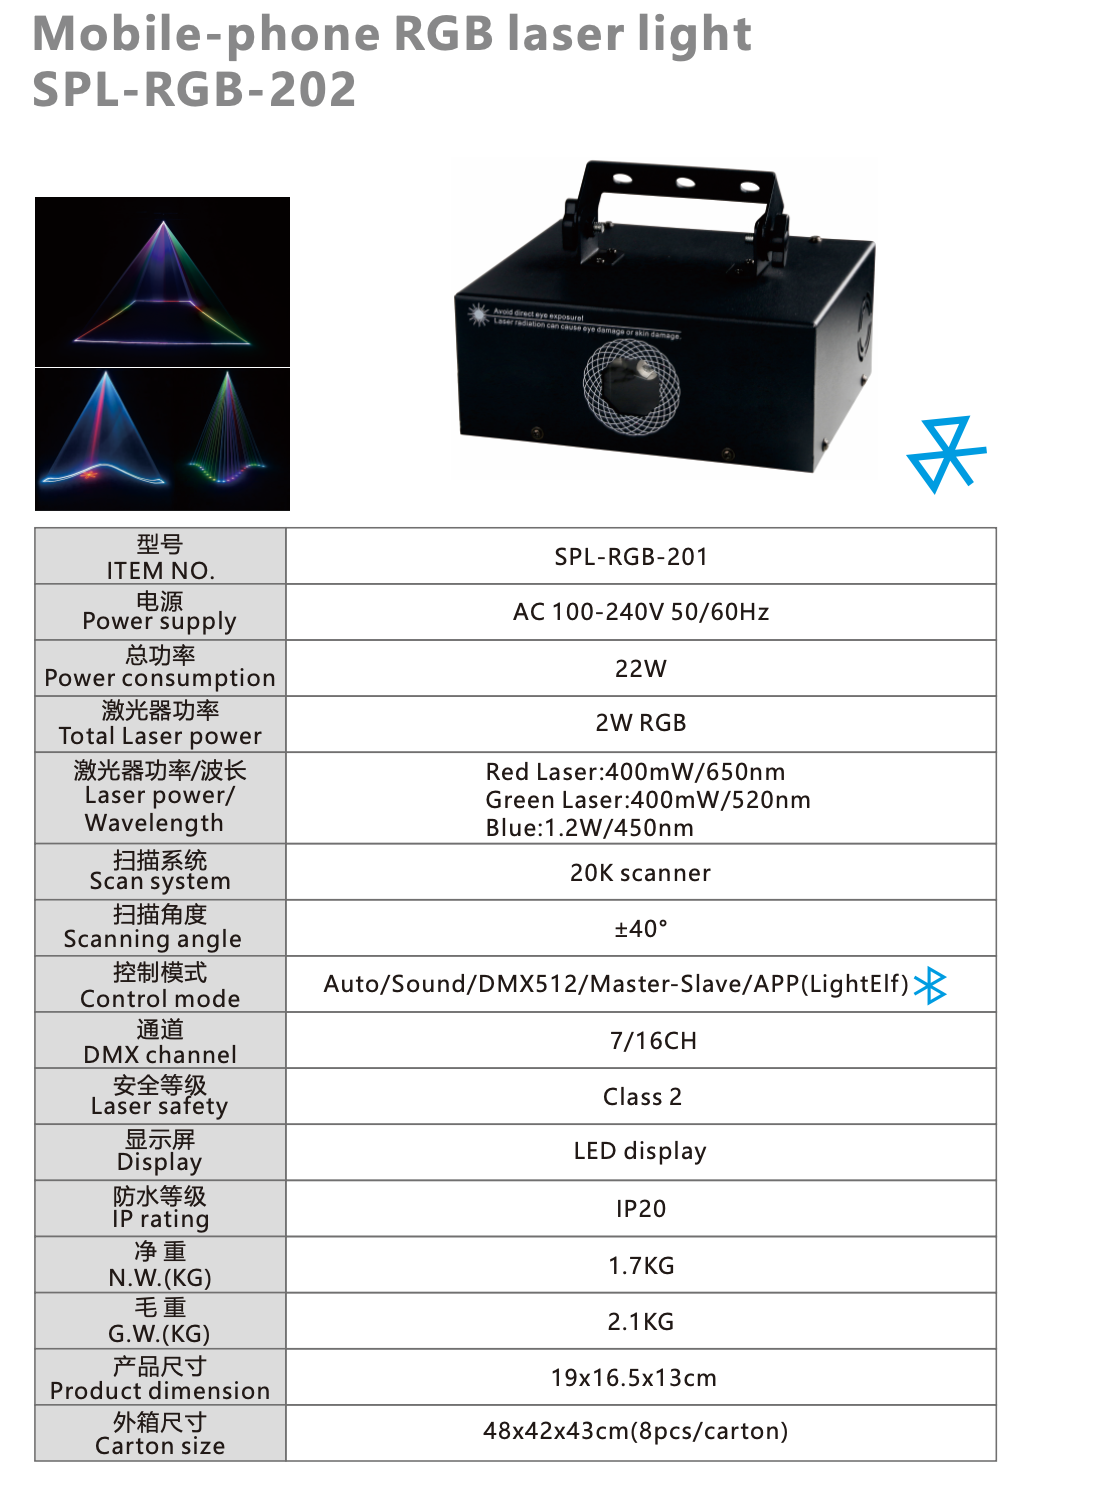 Mobile-phone RGB laser light
SPL-RGB-202
Avoid direct eye exposure!
Laser radiation can cause eye damage or skin damage.
型号
ITEM NO.
SPL-RGB-201
电源
Power supply
AC 100-240V 50/60Hz
总功率
Power consumption
22W
激光器功率
Total Laser power
2W RGB
激光器功率/波长
Laser power/
Wavelength
Red Laser:400mW/650nm
Green Laser:400mW/520nm
Blue:1.2W/450nm
扫描系统
Scan system
20K scanner
扫描角度
Scanning angle
±40°
控制模式
Control mode
Auto/Sound/DMX512/Master-Slave/APP(LightElf)
通道
DMX channel
7/16CH
安全等级
Laser safety
Class 2
显示屏
Display
LED display
防水等级
IP rating
IP20
净 重
N.W.(KG)
1.7KG
毛 重
G.W.(KG)
2.1KG
产品尺寸
Product dimension
19x16.5x13cm
外箱尺寸
Carton size
48x42x43cm(8pcs/carton)